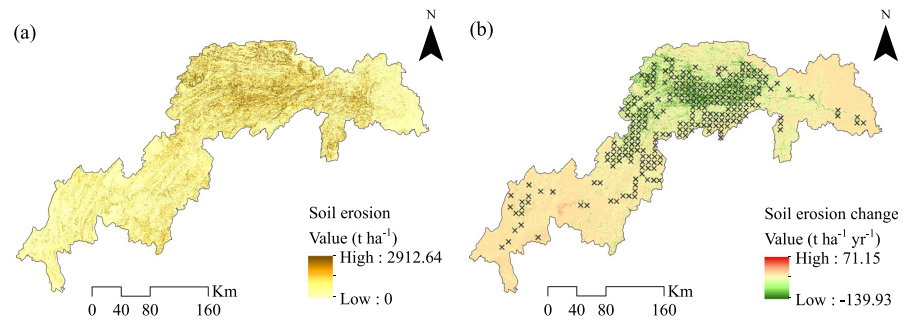 (a)
N
Soil erosion
Value (t ha⁻¹)
High : 2912.64
Low : 0
Km
0 40 80 160
(b)
N
Soil erosion change
Value (t ha⁻¹ yr⁻¹)
High : 71.15
Low : -139.93
Km
0 40 80 160